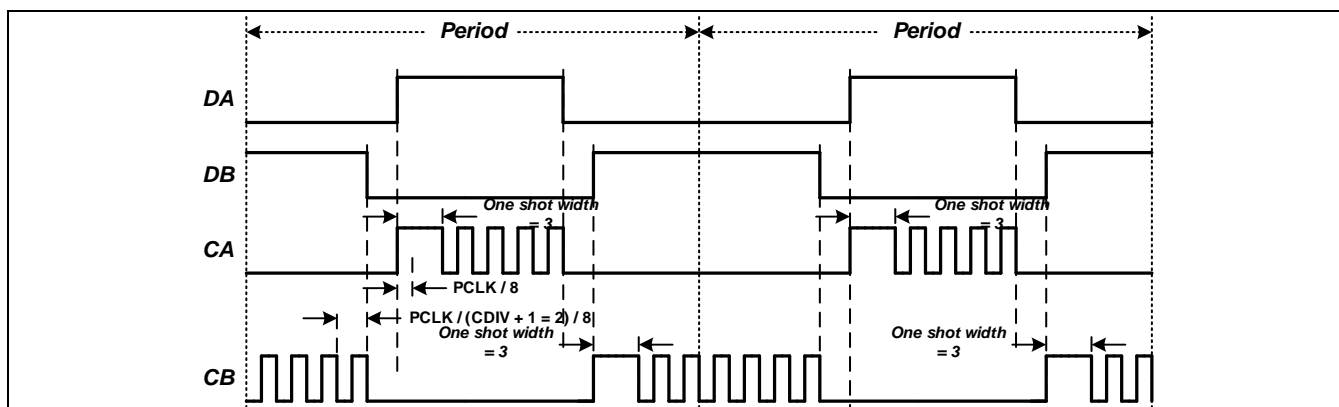 Period Period
DA
DB
One shot width
= 3
One shot width
= 3
CA
PCLK / 8
PCLK / (CDIV + 1 = 2) / 8
One shot width
= 3
One shot width
= 3
CB